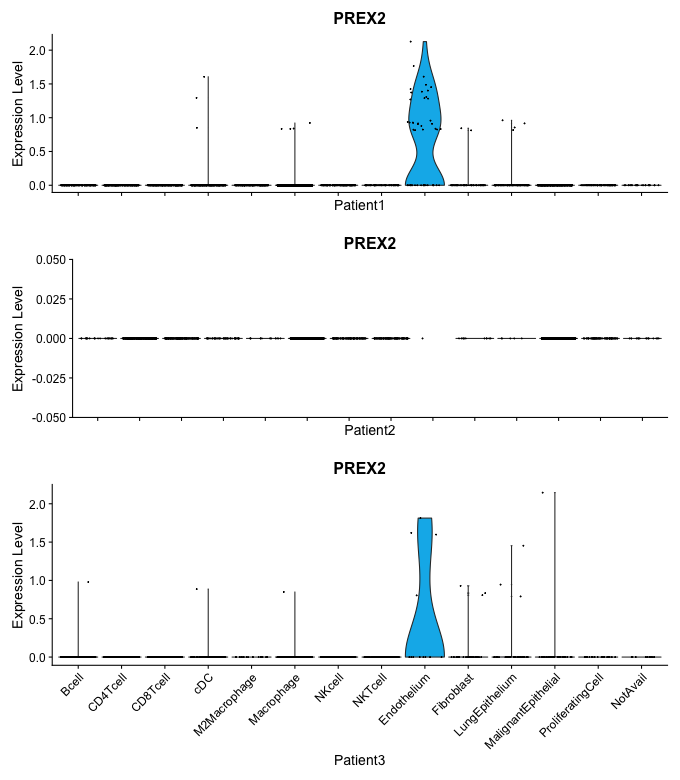 PREX2
Expression Level
2.0
1.5
1.0
0.5
0.0
Patient1
PREX2
Expression Level
0.050
0.025
0.000
-0.025
-0.050
Patient2
PREX2
Expression Level
2.0
1.5
1.0
0.5
0.0
Bcell
CD4Tcell
CD8Tcell
cDC
M2Macrophage
Macrophage
NKcell
NKTcell
Endothelium
Fibroblast
LungEpithelium
MalignantEpithelial
ProliferatingCell
NotAvail
Patient3